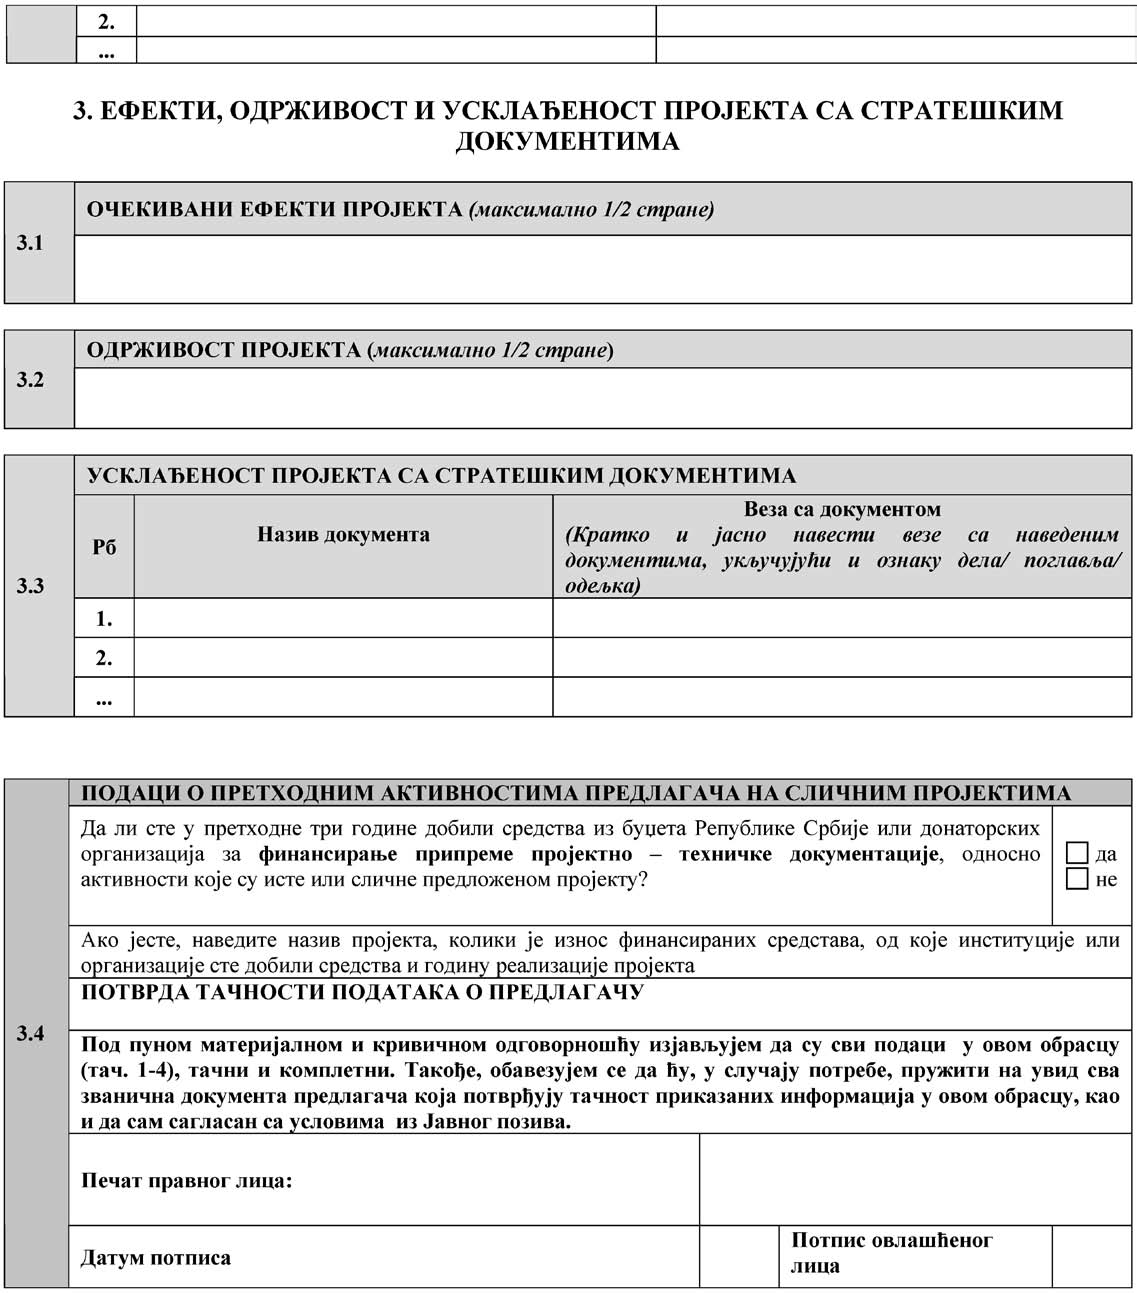 2.
...
3. ЕФЕКТИ, ОДРЖИВОСТ И УСКЛАЂЕНОСТ ПРОЈЕКТА СА СТРАТЕШКИМ
ДОКУМЕНТИМА
3.1
ОЧЕКИВАНИ ЕФЕКТИ ПРОЈЕКТА (максимално 1/2 стране)
3.2
ОДРЖИВОСТ ПРОЈЕКТА (максимално 1/2 стране)
3.3
УСКЛАЂЕНОСТ ПРОЈЕКТА СА СТРАТЕШКИМ ДОКУМЕНТИМА
Рб
Назив документа
Веза са документом
(Кратко и јасно навести везе са наведеним
документима, укључујући и ознаку дела/ поглавља/
одељка)
1.
2.
...
3.4
ПОДАЦИ О ПРЕТХОДНИМ АКТИВНОСТИМА ПРЕДЛАГАЧА НА СЛИЧНИМ ПРОЈЕКТИМА
Да ли сте у претходне три године добили средства из буџета Републике Србије или донаторских
организација за финансирање припреме пројектно – техничке документације, односно
активности које су исте или сличне предложеном пројекту?
да
не
Ако јесте, наведите назив пројекта, колики је износ финансираних средстава, од које институције или
организације сте добили средства и годину реализације пројекта
ПОТВРДА ТАЧНОСТИ ПОДАТАКА О ПРЕДЛАГАЧУ
Под пуном материјалном и кривичном одговорношћу изјављујем да су сви подаци у овом обрасцу
(тач. 1-4), тачни и комплетни. Такође, обавезујем се да ћу, у случају потребе, пружити на увид сва
званична документа предлагача која потврђују тачност приказаних информација у овом обрасцу, као
и да сам сагласан са условима из Јавног позива.
Печат правног лица:
Датум потписа
Потпис овлашћеног
лица